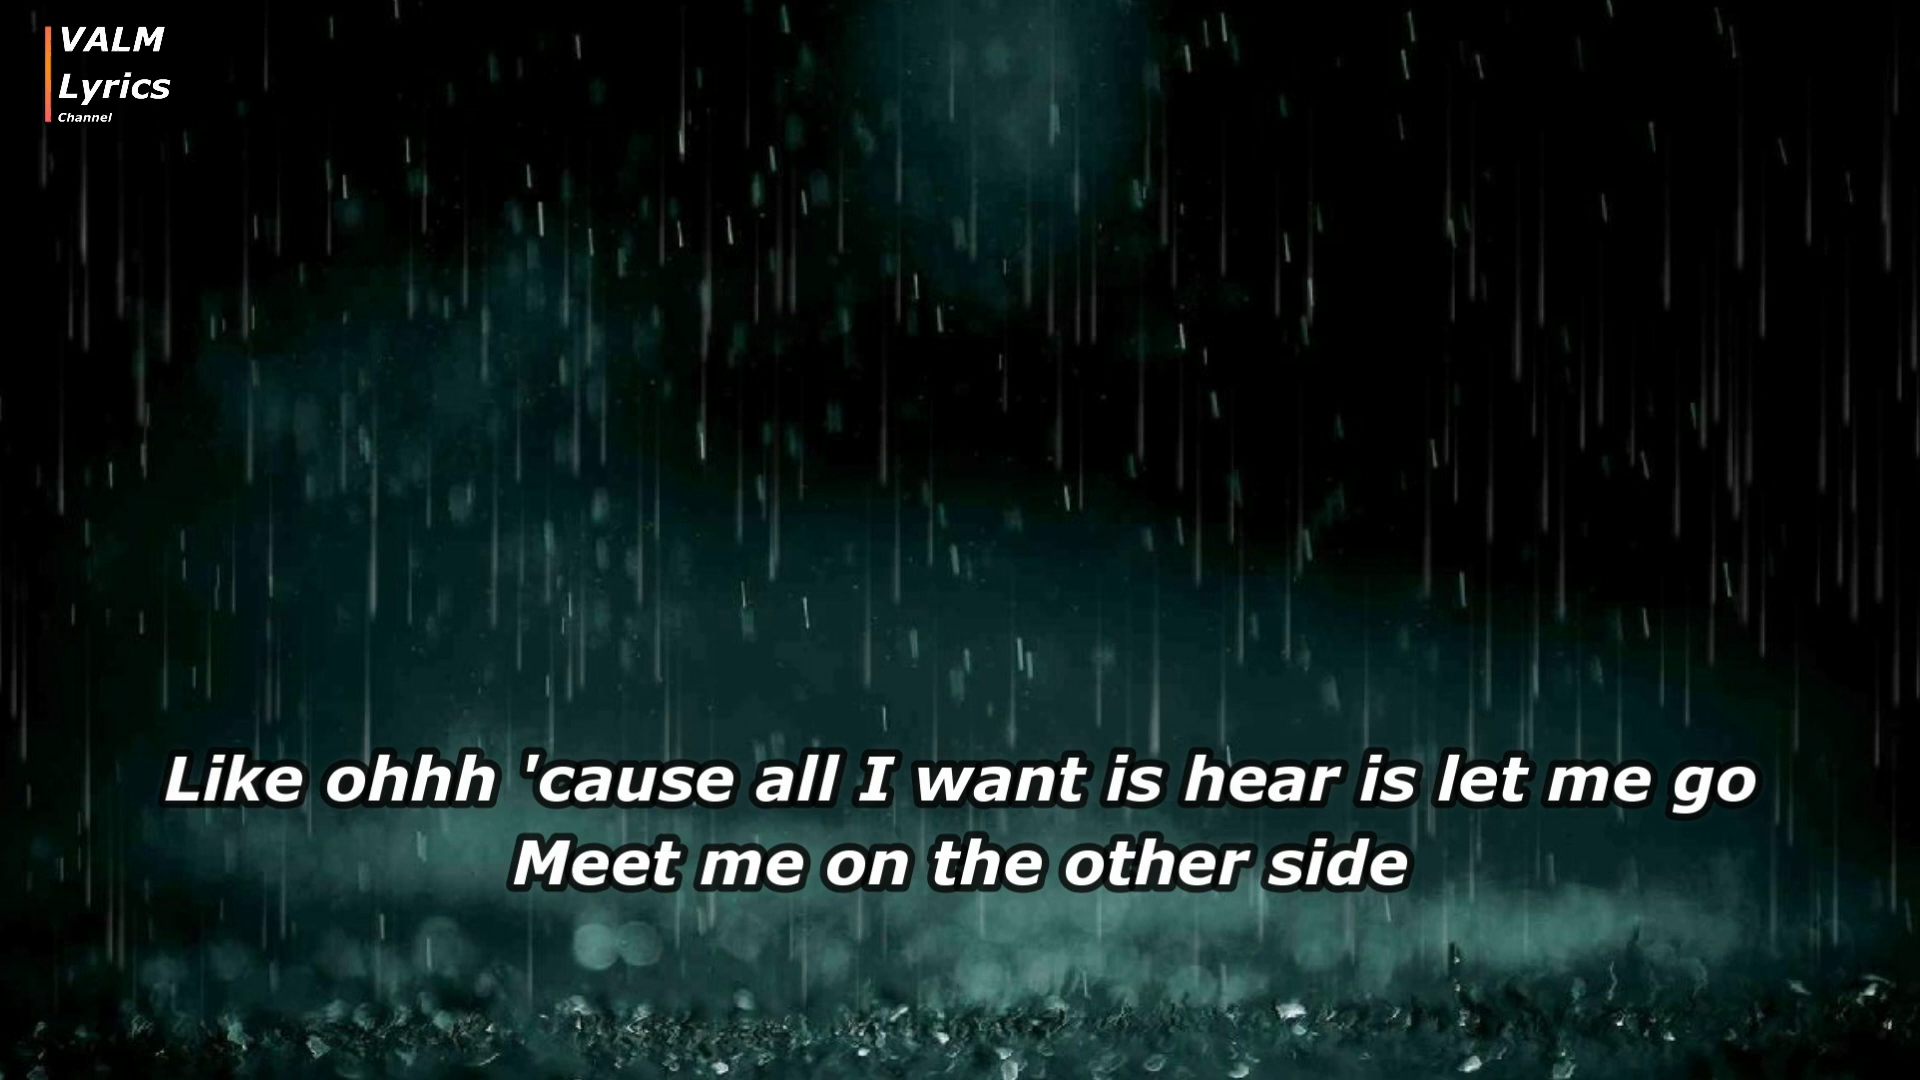 VALM
Lyrics
Channel
Like ohhh 'cause all I want is hear is let me go
Meet me on the other side